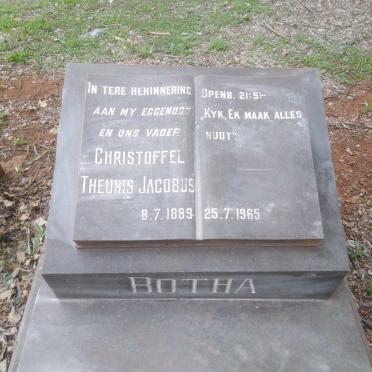 IN TERE HERINNERING
AAN MY EGGENOOT
EN ONS VADER
CHRISTOFFEL
THEUNIS JACOBUS
8.7.1889
OPENB. 21:5:-
"KYK, EK MAAK ALLES
NUUT"
25.7.1965
BOTHA